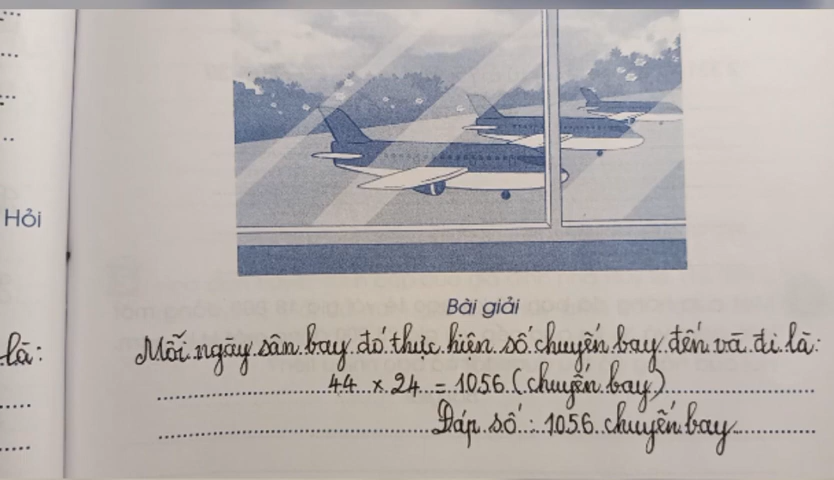 Hỏi
Bài giải
là:
Mỗi ngày sân bay đó thực hiện số chuyến bay đến và đi là:
44 x 24 = 1056 (chuyến bay)
Đáp số: 1056 chuyến bay